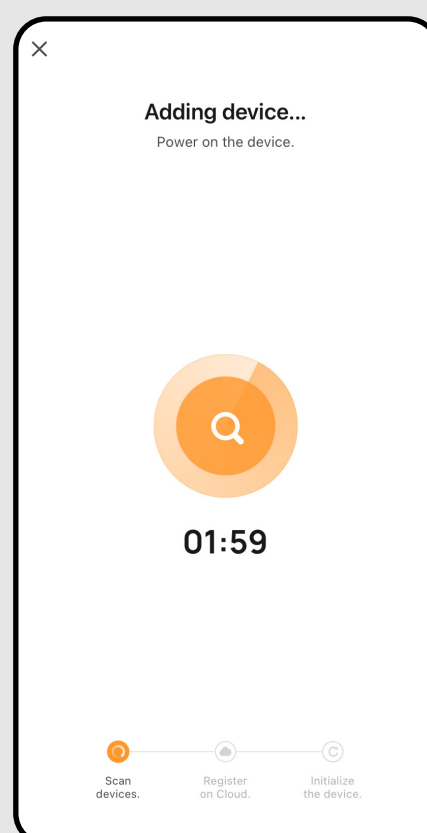 Adding device...
Power on the device.
01:59
Scan
devices.
Register
on Cloud.
Initialize
the device.